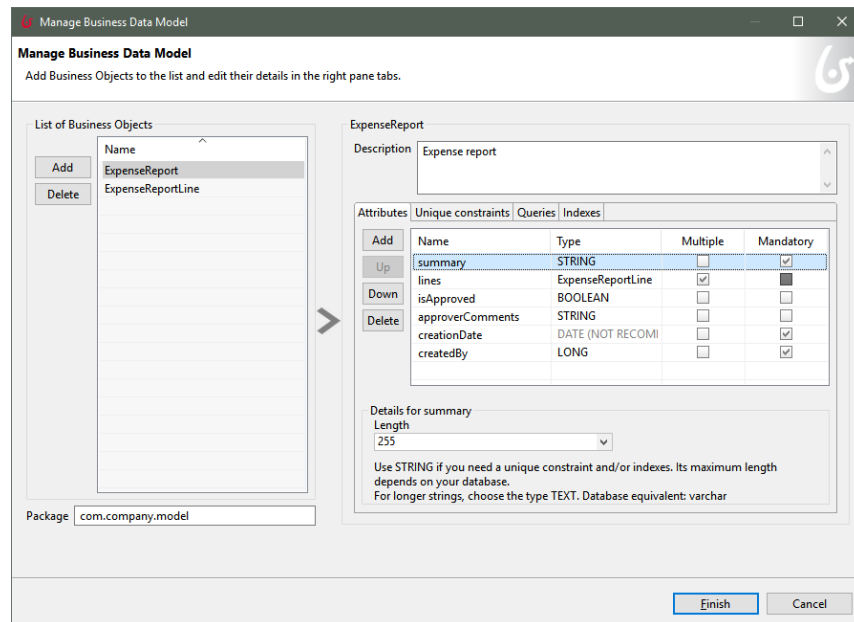 Manage Business Data Model
Manage Business Data Model
Add Business Objects to the list and edit their details in the right pane tabs.
List of Business Objects
Add
Delete
Name
ExpenseReport
ExpenseReportLine
Package com.company.model
ExpenseReport
Description Expense report
Attributes Unique constraints Queries Indexes
Add
Up
Down
Delete
Name Type Multiple Mandatory
summary STRING
lines ExpenseReportLine
isApproved BOOLEAN
approverComments STRING
creationDate DATE (NOT RECOMI
createdBy LONG
Details for summary
Length
255
Use STRING if you need a unique constraint and/or indexes. Its maximum length
depends on your database.
For longer strings, choose the type TEXT. Database equivalent: varchar
Finish Cancel